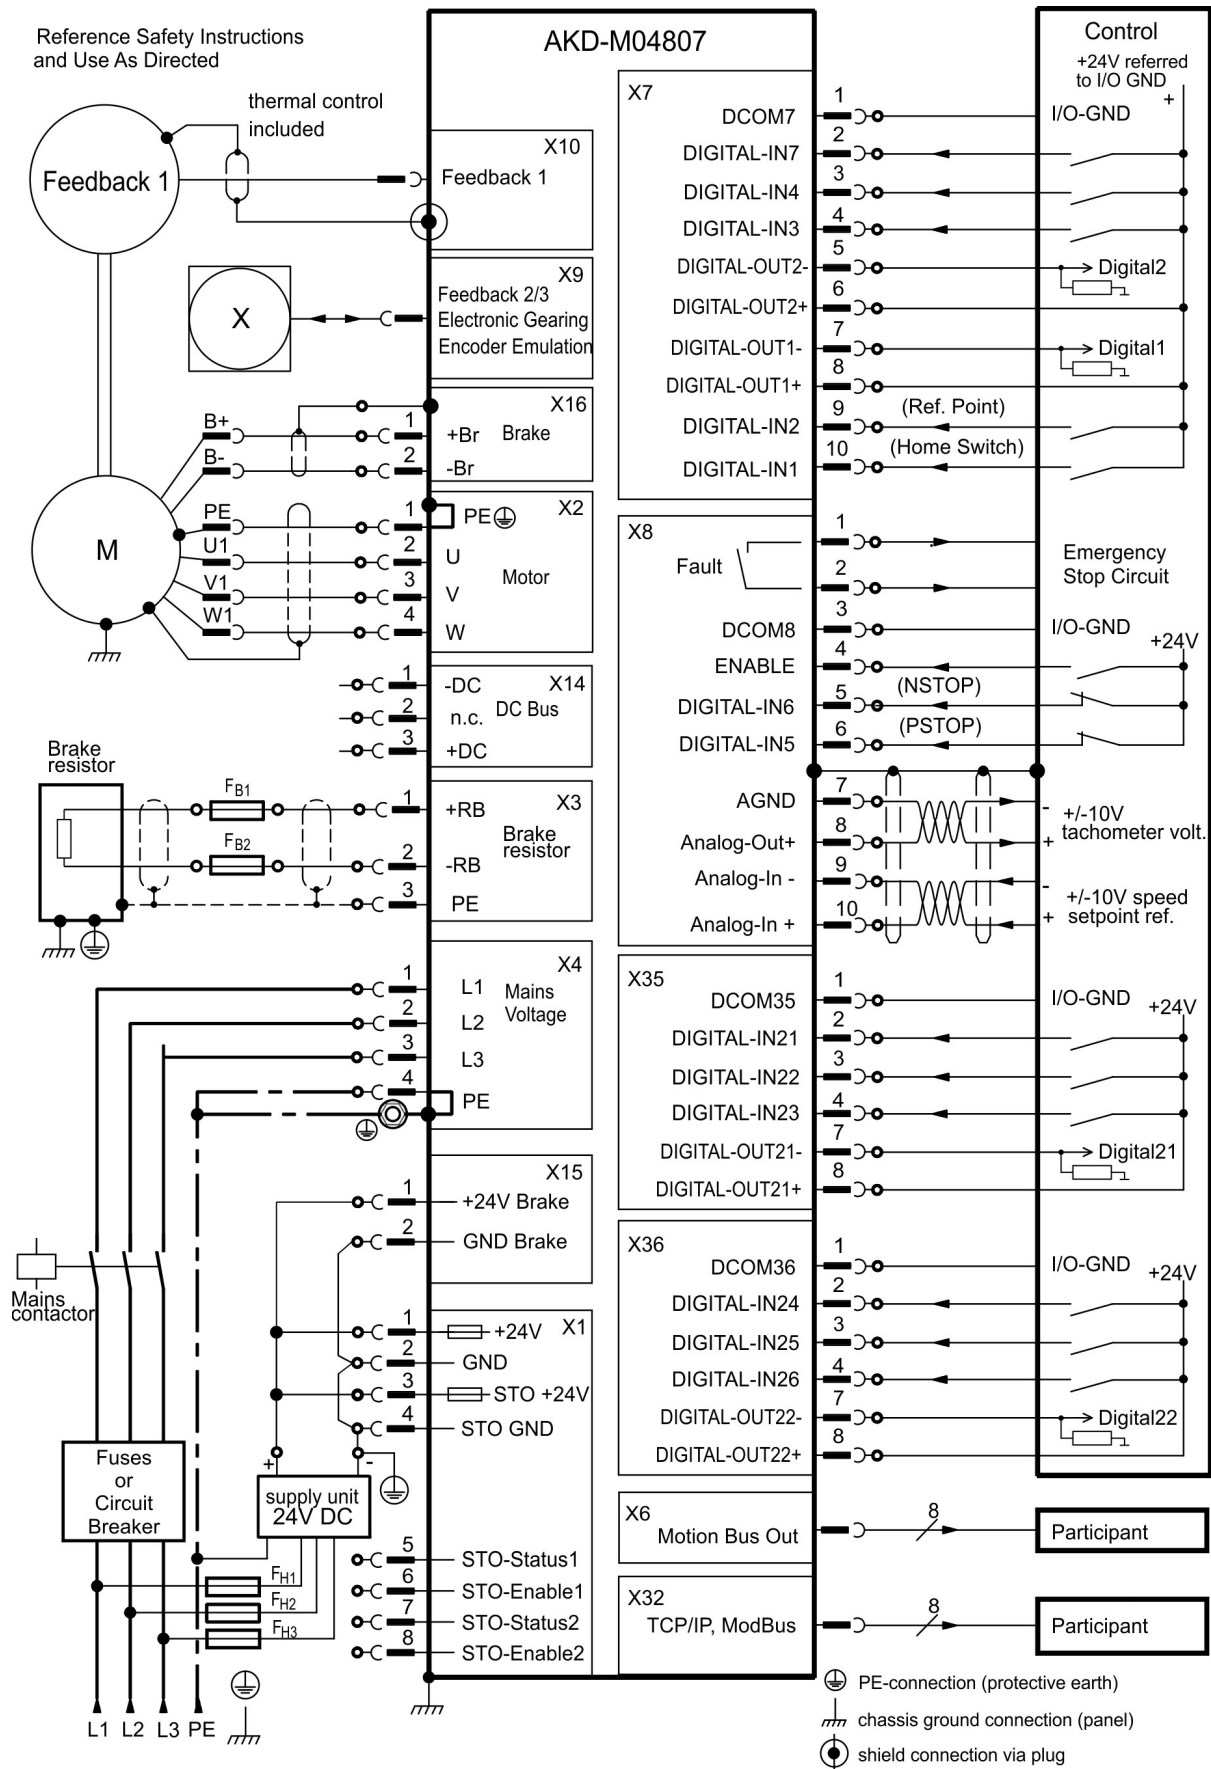 Reference Safety Instructions
and Use As Directed
AKD-M04807
Control
+24V referred
to I/O GND
+
thermal control
included
Feedback 1
X10
Feedback 1
X9
Feedback 2/3
Electronic Gearing
Encoder Emulation
X
X16
B+
1
+Br
Brake
B-
2
-Br
M
X2
PE
1
PE
U1
2
U
Motor
V1
3
V
W1
4
W
X14
1
-DC
DC Bus
2
n.c.
3
+DC
Brake
resistor
FB1
FB2
X3
1
+RB
Brake
resistor
2
-RB
3
PE
X4
1
L1
Mains
Voltage
2
L2
3
L3
4
PE
X15
1
+24V Brake
2
GND Brake
Mains
contactor
X1
1
+24V
2
GND
3
STO +24V
4
STO GND
+
-
supply unit
24V DC
Fuses
or
Circuit
Breaker
5
STO-Status1
6
STO-Enable1
7
STO-Status2
8
STO-Enable2
FH1
FH2
FH3
L1 L2 L3 PE
X7
DCOM7
1
I/O-GND
DIGITAL-IN7
2
DIGITAL-IN4
3
DIGITAL-IN3
4
DIGITAL-OUT2-
5
Digital2
DIGITAL-OUT2+
6
DIGITAL-OUT1-
7
Digital1
DIGITAL-OUT1+
8
DIGITAL-IN2
9
(Ref. Point)
DIGITAL-IN1
10
(Home Switch)
X8
Fault
1
2
Emergency
Stop Circuit
DCOM8
3
I/O-GND
+24V
ENABLE
4
DIGITAL-IN6
5
(NSTOP)
DIGITAL-IN5
6
(PSTOP)
AGND
7
-
+/-10V
tachometer volt.
Analog-Out+
8
+
Analog-In -
9
-
+/-10V speed
setpoint ref.
Analog-In +
10
+
X35
DCOM35
1
I/O-GND
+24V
DIGITAL-IN21
2
DIGITAL-IN22
3
DIGITAL-IN23
4
DIGITAL-OUT21-
7
Digital21
DIGITAL-OUT21+
8
X36
DCOM36
1
I/O-GND
+24V
DIGITAL-IN24
2
DIGITAL-IN25
3
DIGITAL-IN26
4
DIGITAL-OUT22-
7
Digital22
DIGITAL-OUT22+
8
X6
Motion Bus Out
8
Participant
X32
TCP/IP, ModBus
8
Participant
PE-connection (protective earth)
chassis ground connection (panel)
shield connection via plug